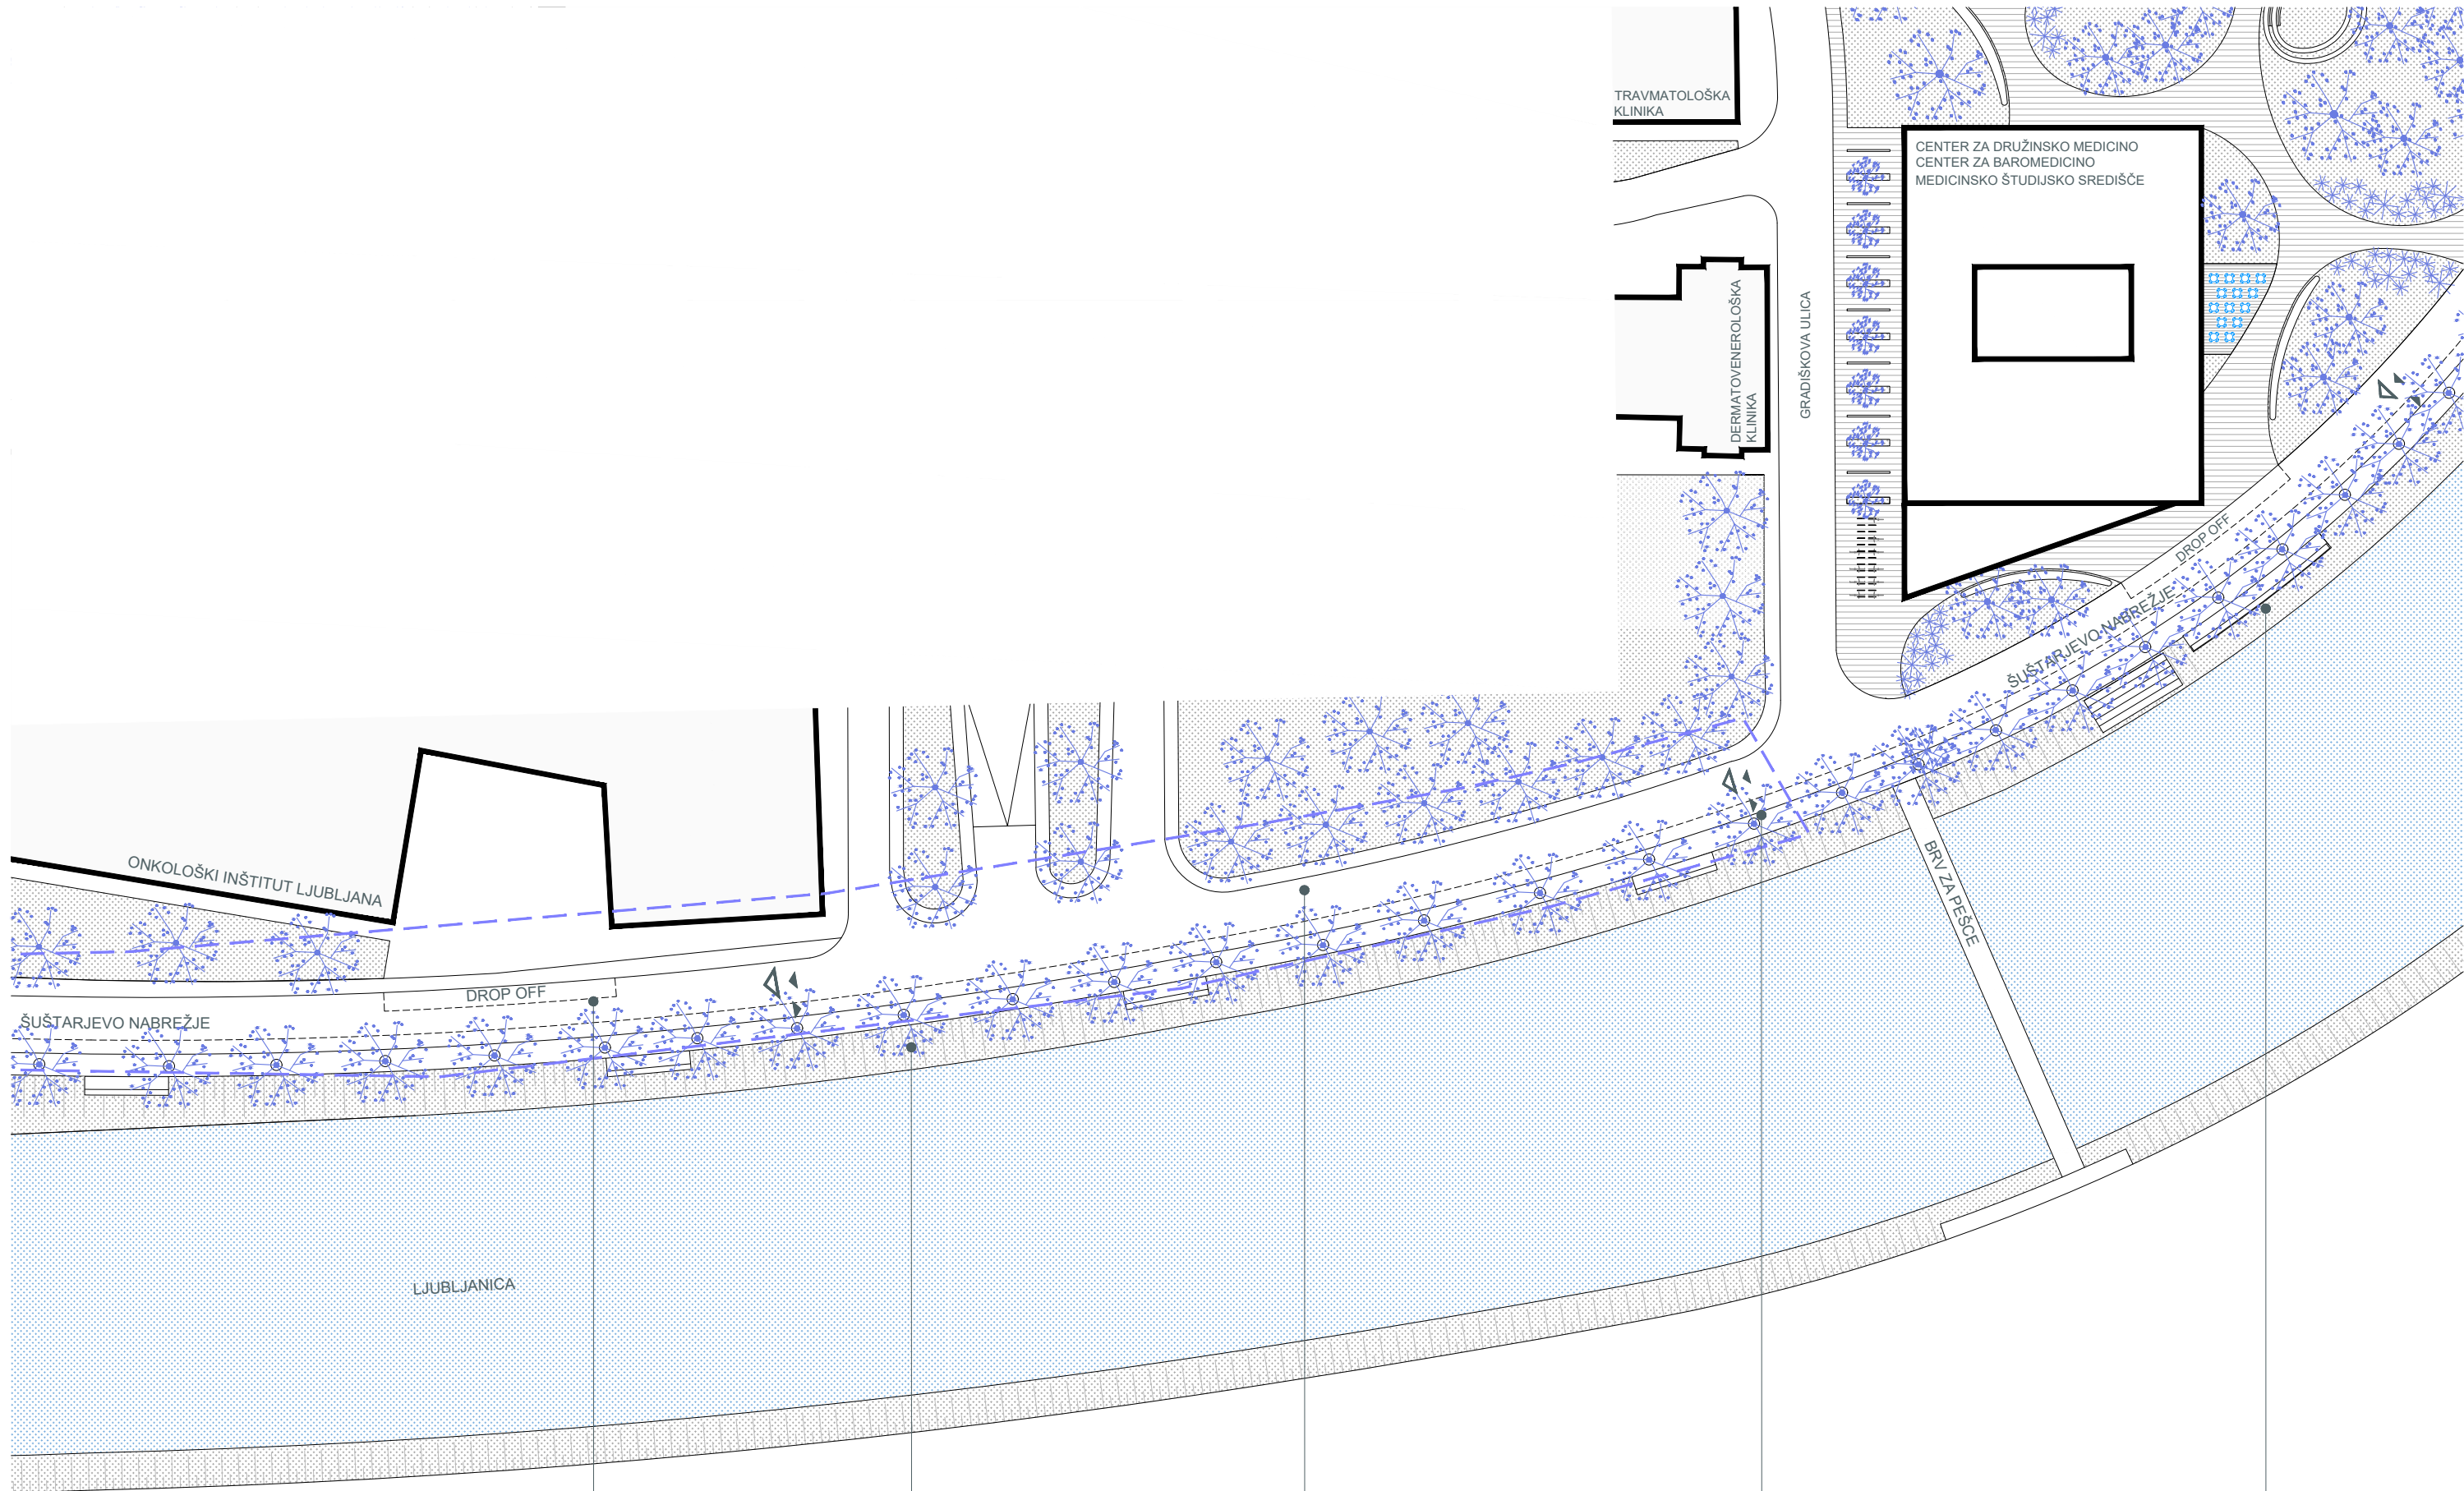 TRAVMATOLOŠKA
KLINIKA
CENTER ZA DRUŽINSKO MEDICINO
CENTER ZA BAROMEDICINO
MEDICINSKO ŠTUDIJSKO SREDIŠČE
DERMATOVENEROLOŠKA
KLINIKA
GRADIŠKOVA ULICA
DROP OFF
ŠUŠTARJEVO NABREŽJE
BRV ZA PEŠCE
ONKOLOŠKI INŠTITUT LJUBLJANA
DROP OFF
ŠUŠTARJEVO NABREŽJE
LJUBLJANICA